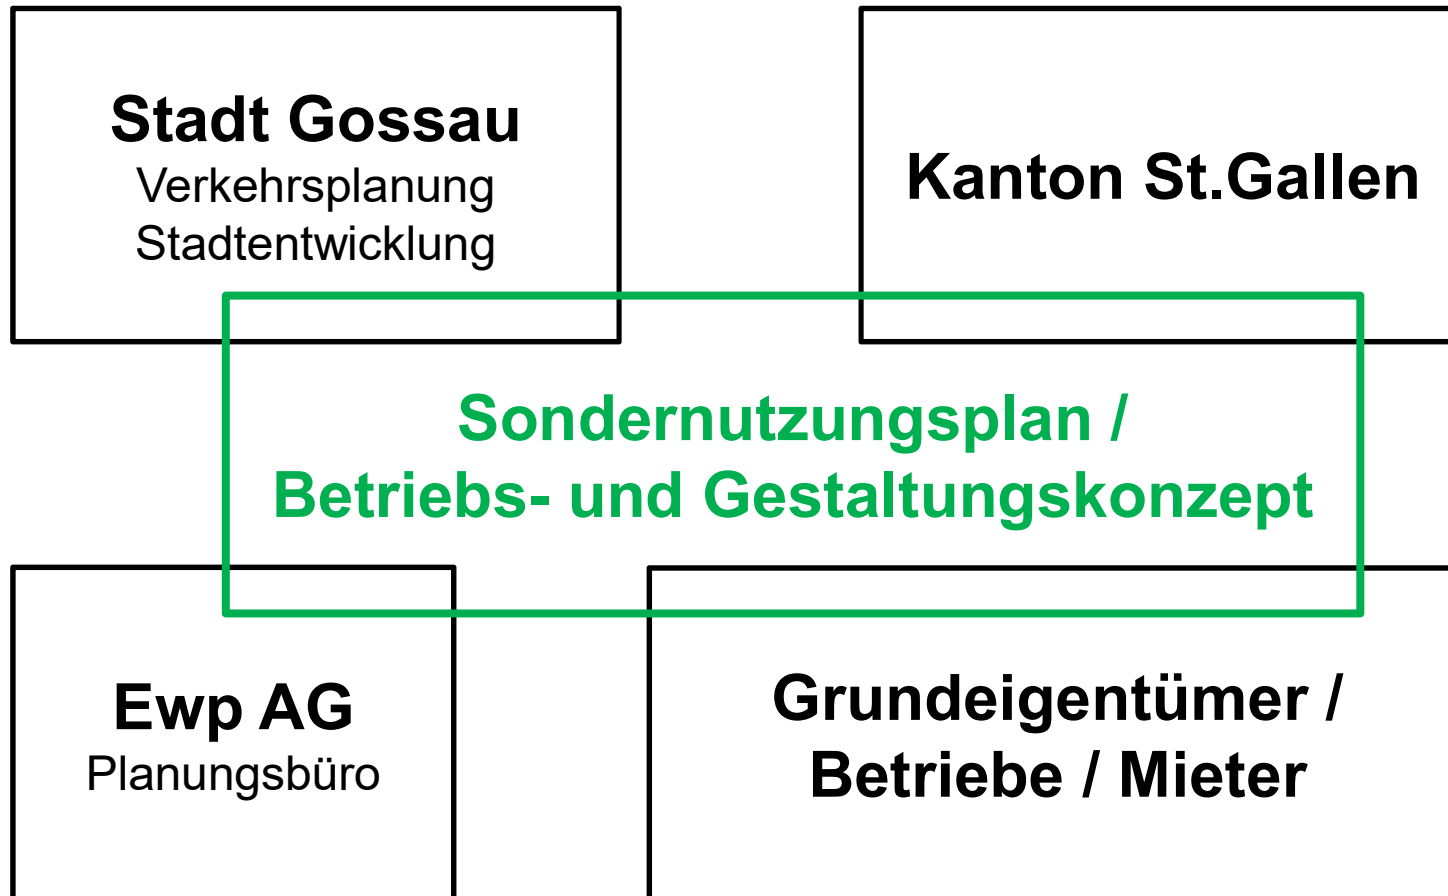 Stadt Gossau
Verkehrsplanung
Stadtentwicklung
Kanton St.Gallen
Sondernutzungsplan /
Betriebs- und Gestaltungskonzept
Ewp AG
Planungsbüro
Grundeigentümer /
Betriebe / Mieter